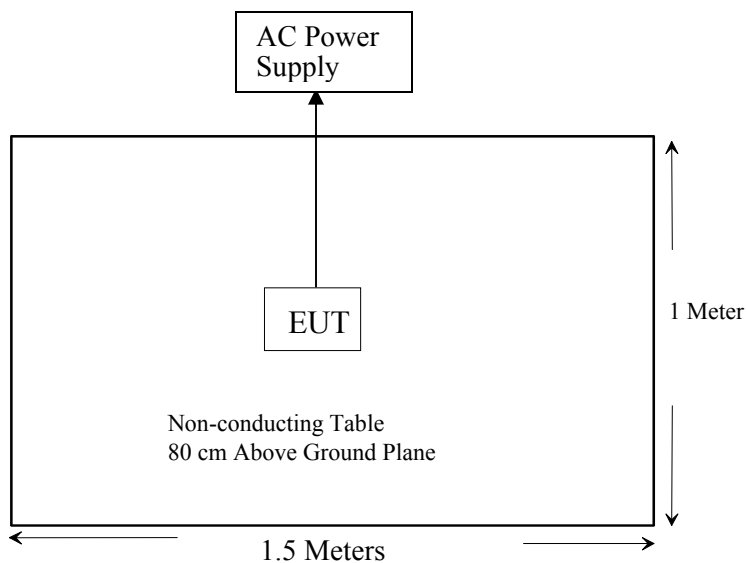 AC Power
Supply
EUT
1 Meter
Non-conducting Table
80 cm Above Ground Plane
1.5 Meters